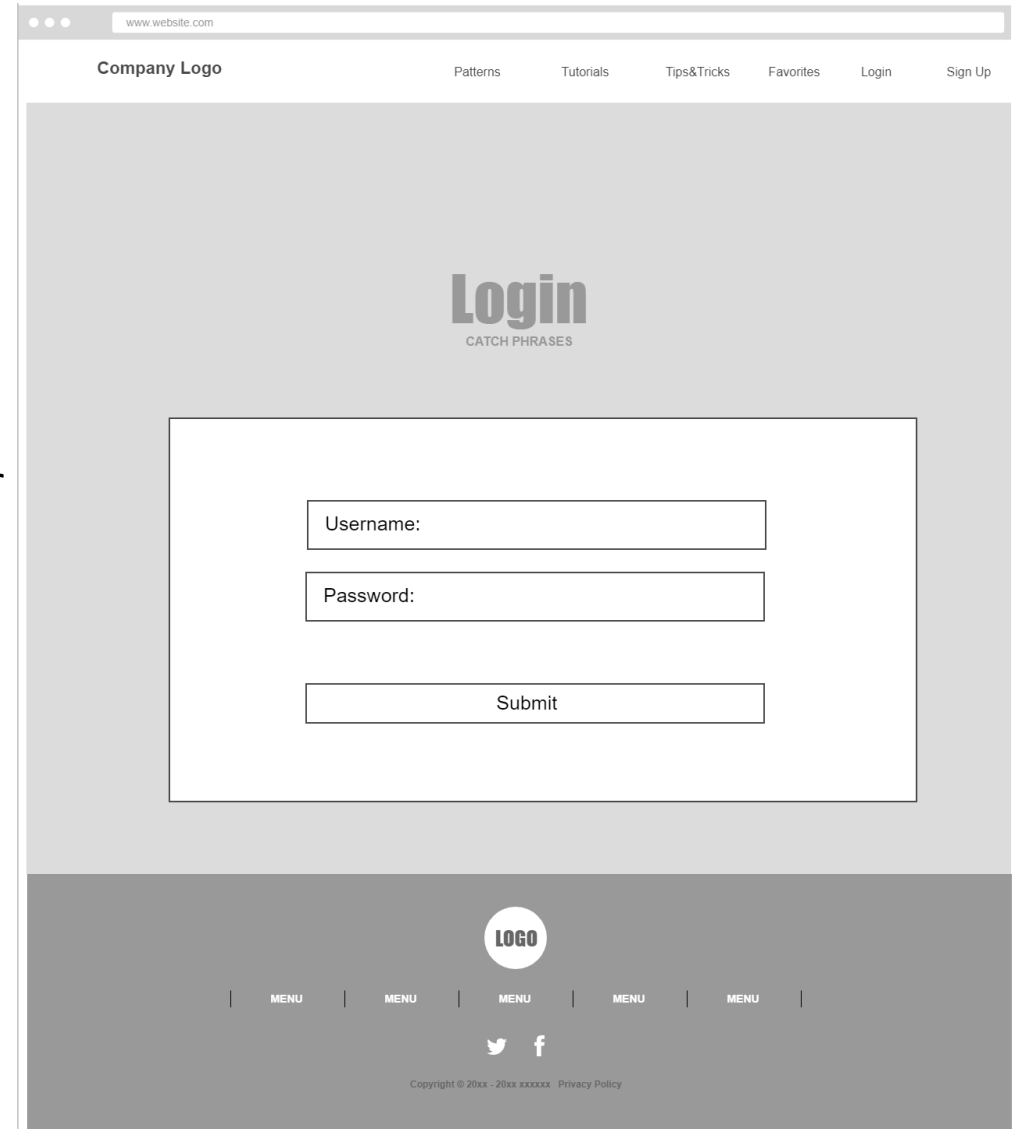 www.website.com
Company Logo Patterns Tutorials Tips&Tricks Favorites Login Sign Up
Login
CATCH PHRASES
Username:
Password:
Submit
LOGO
MENU MENU MENU MENU MENU
Copyright © 20xx - 20xx xxxxxx Privacy Policy